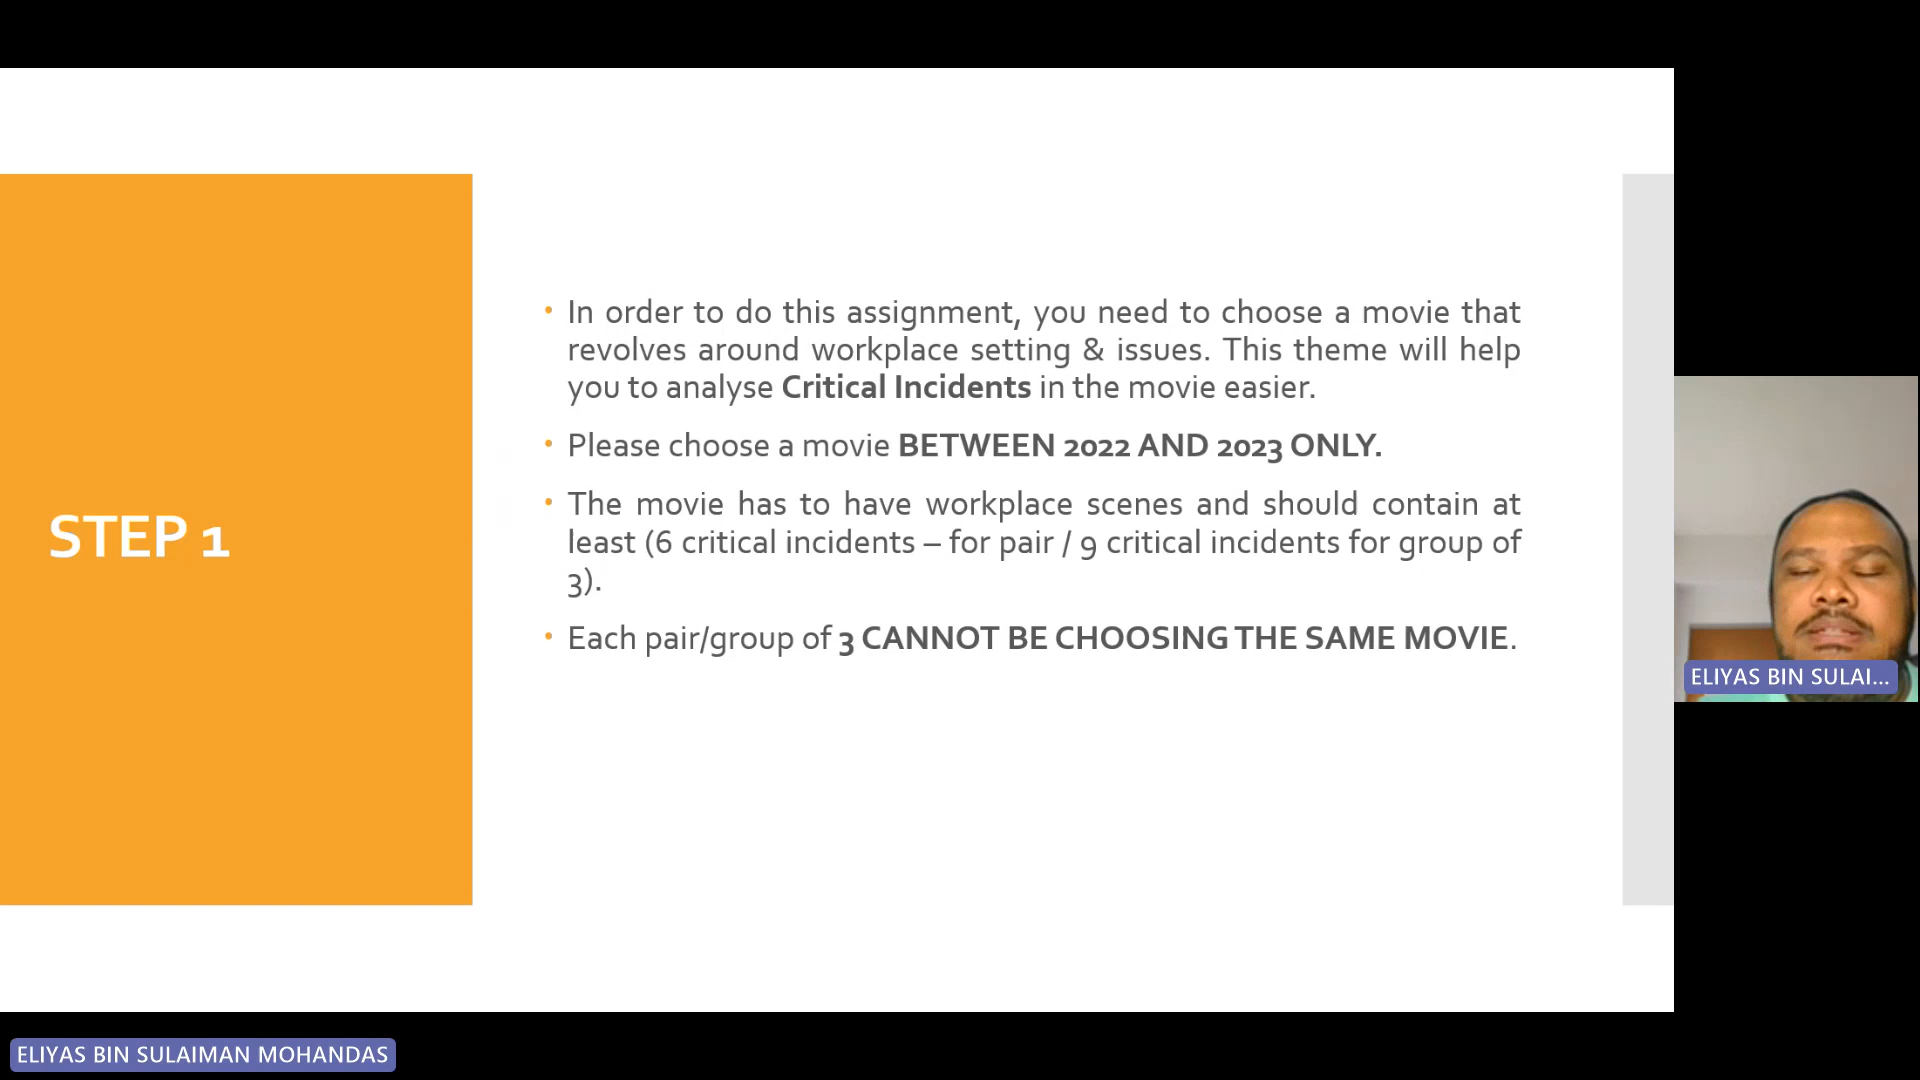 STEP 1
• In order to do this assignment, you need to choose a movie that
revolves around workplace setting & issues. This theme will help
you to analyse Critical Incidents in the movie easier.
• Please choose a movie BETWEEN 2022 AND 2023 ONLY.
• The movie has to have workplace scenes and should contain at
least (6 critical incidents – for pair / 9 critical incidents for group of
3).
• Each pair/group of 3 CANNOT BE CHOOSING THE SAME MOVIE.
ELIYAS BIN SULAI...
ELIYAS BIN SULAIMAN MOHANDAS